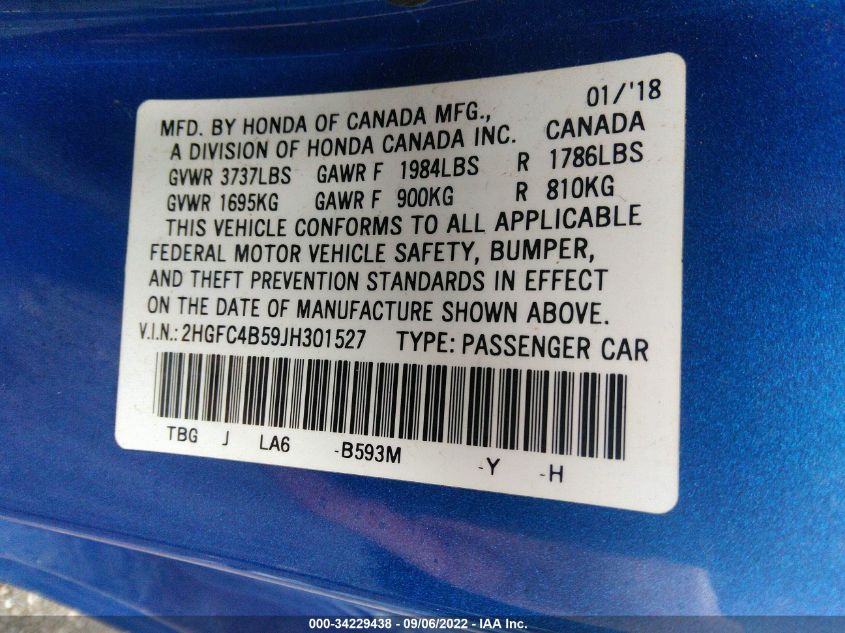 01/'18
MFD. BY HONDA OF CANADA MFG.,
A DIVISION OF HONDA CANADA INC. CANADA
GVWR 3737LBS GAWR F 1984LBS R 1786LBS
GVWR 1695KG GAWR F 900KG R 810KG
THIS VEHICLE CONFORMS TO ALL APPLICABLE
FEDERAL MOTOR VEHICLE SAFETY, BUMPER,
AND THEFT PREVENTION STANDARDS IN EFFECT
ON THE DATE OF MANUFACTURE SHOWN ABOVE.
V.I.N.: 2HGFC4B59JH301527 TYPE: PASSENGER CAR
TBG J LA6 -B593M -Y -H
000-34229438 - 09/06/2022 - IAA Inc.